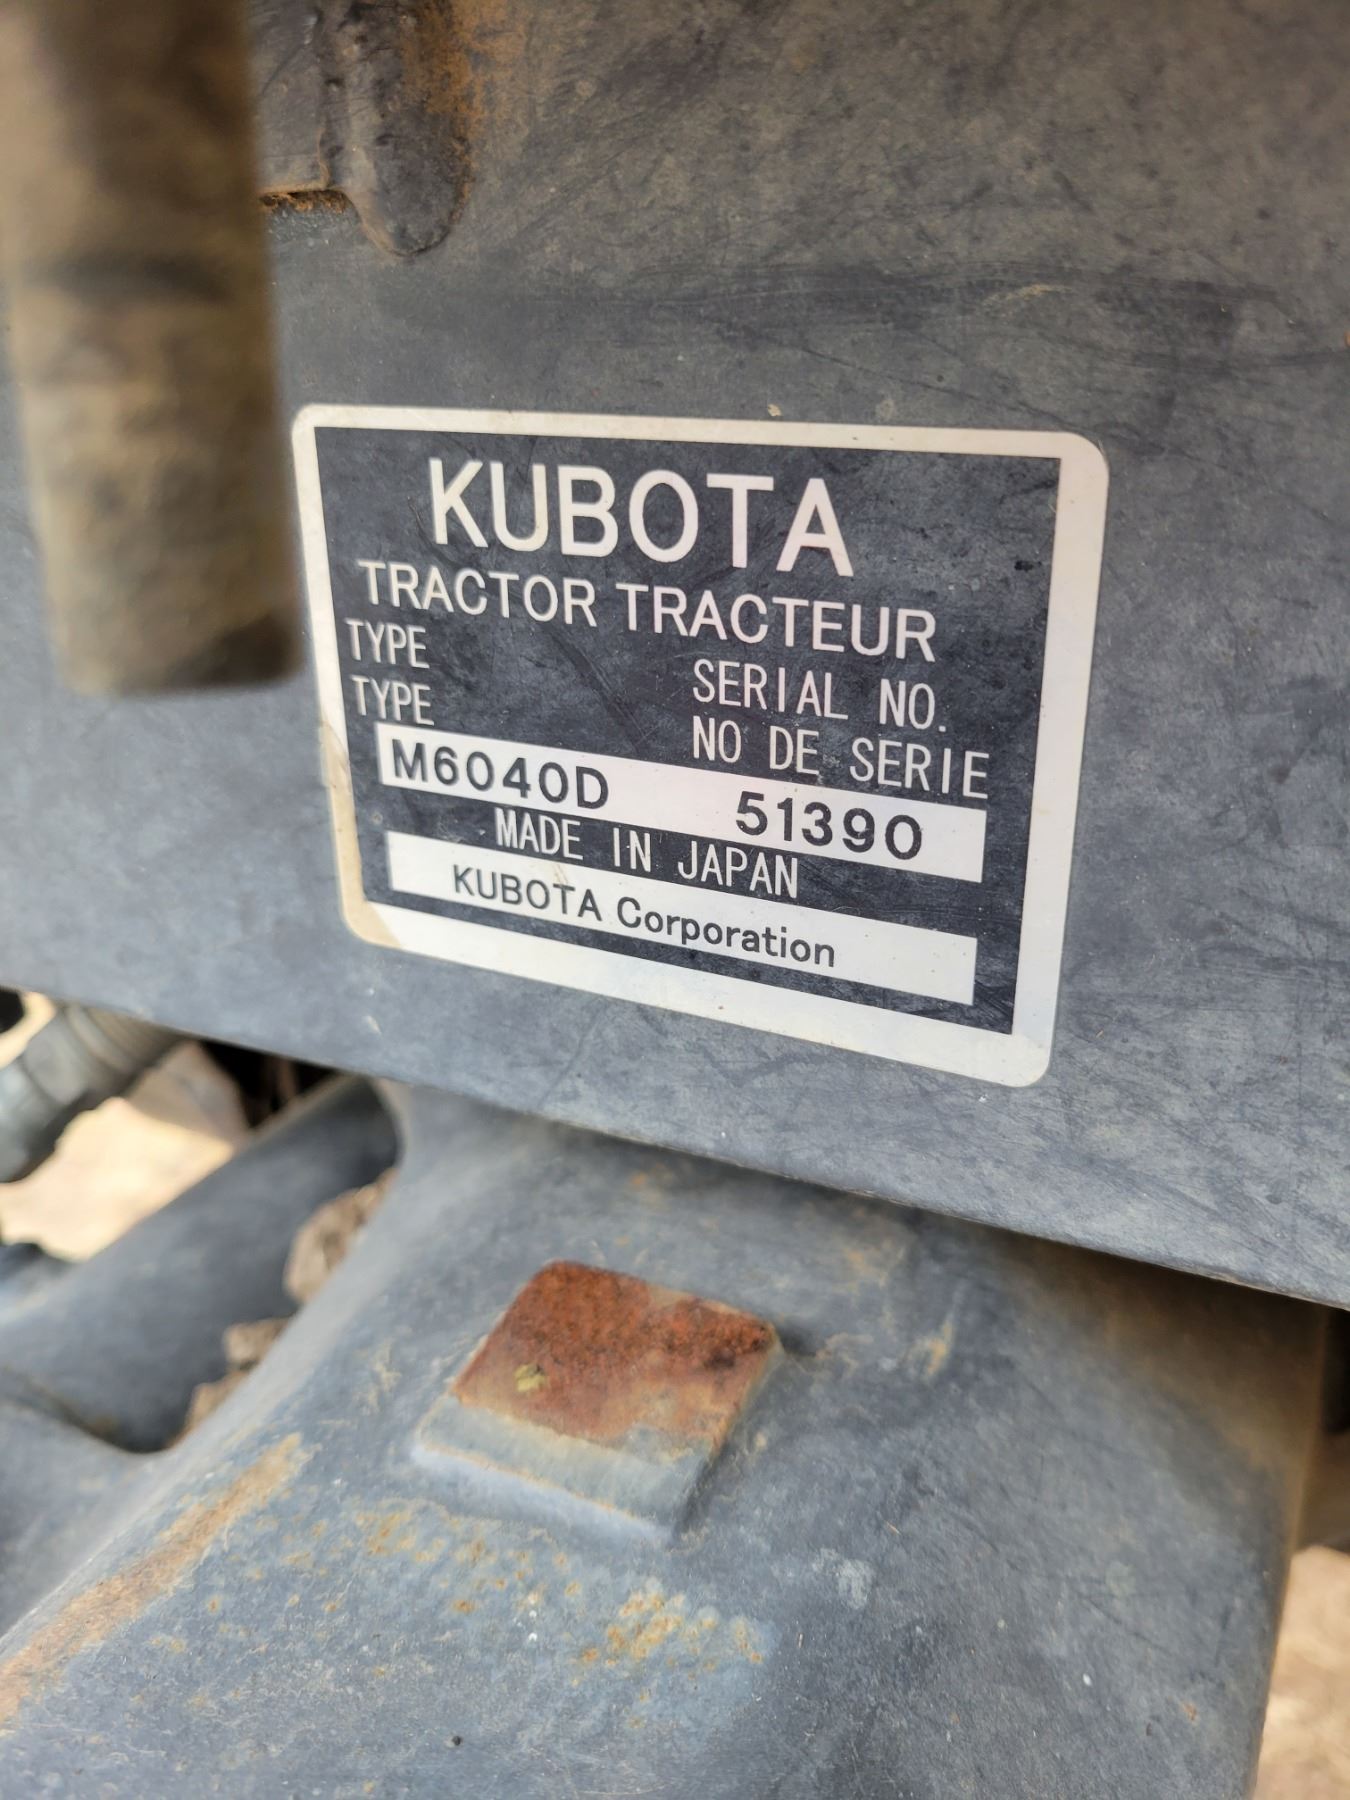 KUBOTA
TRACTOR TRACTEUR
TYPE SERIAL NO.
TYPE NO DE SERIE
M6040D 51390
MADE IN JAPAN
KUBOTA Corporation